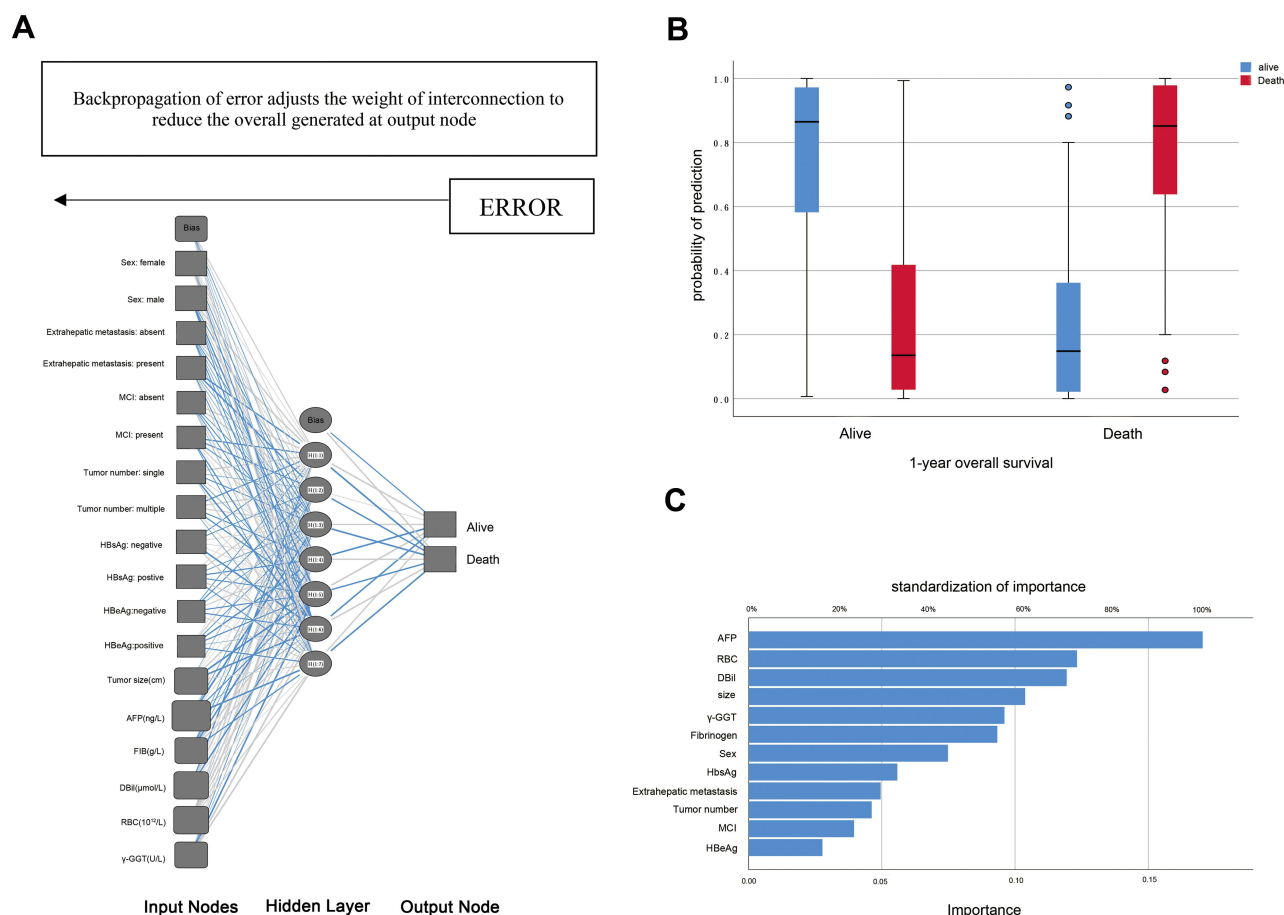 A
Backpropagation of error adjusts the weight of interconnection to
reduce the overall generated at output node
ERROR
Bias
Sex: female
Sex: male
Extrahepatic metastasis: absent
Extrahepatic metastasis: present
MCI: absent
MCI: present
Tumor number: single
Tumor number: multiple
HBsAg: negative
HBsAg: postive
HBeAg:negative
HBeAg:positive
Tumor size(cm)
AFP(ng/L)
FIB(g/L)
DBil(μmol/L)
RBC(10¹²/L)
γ-GGT(U/L)
Bias
H(1:1)
H(1:2)
H(1:3)
H(1:4)
H(1:5)
H(1:6)
H(1:7)
Alive
Death
Input Nodes
Hidden Layer
Output Node
B
alive
Death
probability of prediction
1.0
0.8
0.6
0.4
0.2
0.0
Alive
Death
1-year overall survival
C
standardization of importance
0% 20% 40% 60% 80% 100%
AFP
RBC
DBil
size
γ-GGT
Fibrinogen
Sex
HbsAg
Extrahepatic metastasis
Tumor number
MCI
HBeAg
0.00 0.05 0.10 0.15
Importance